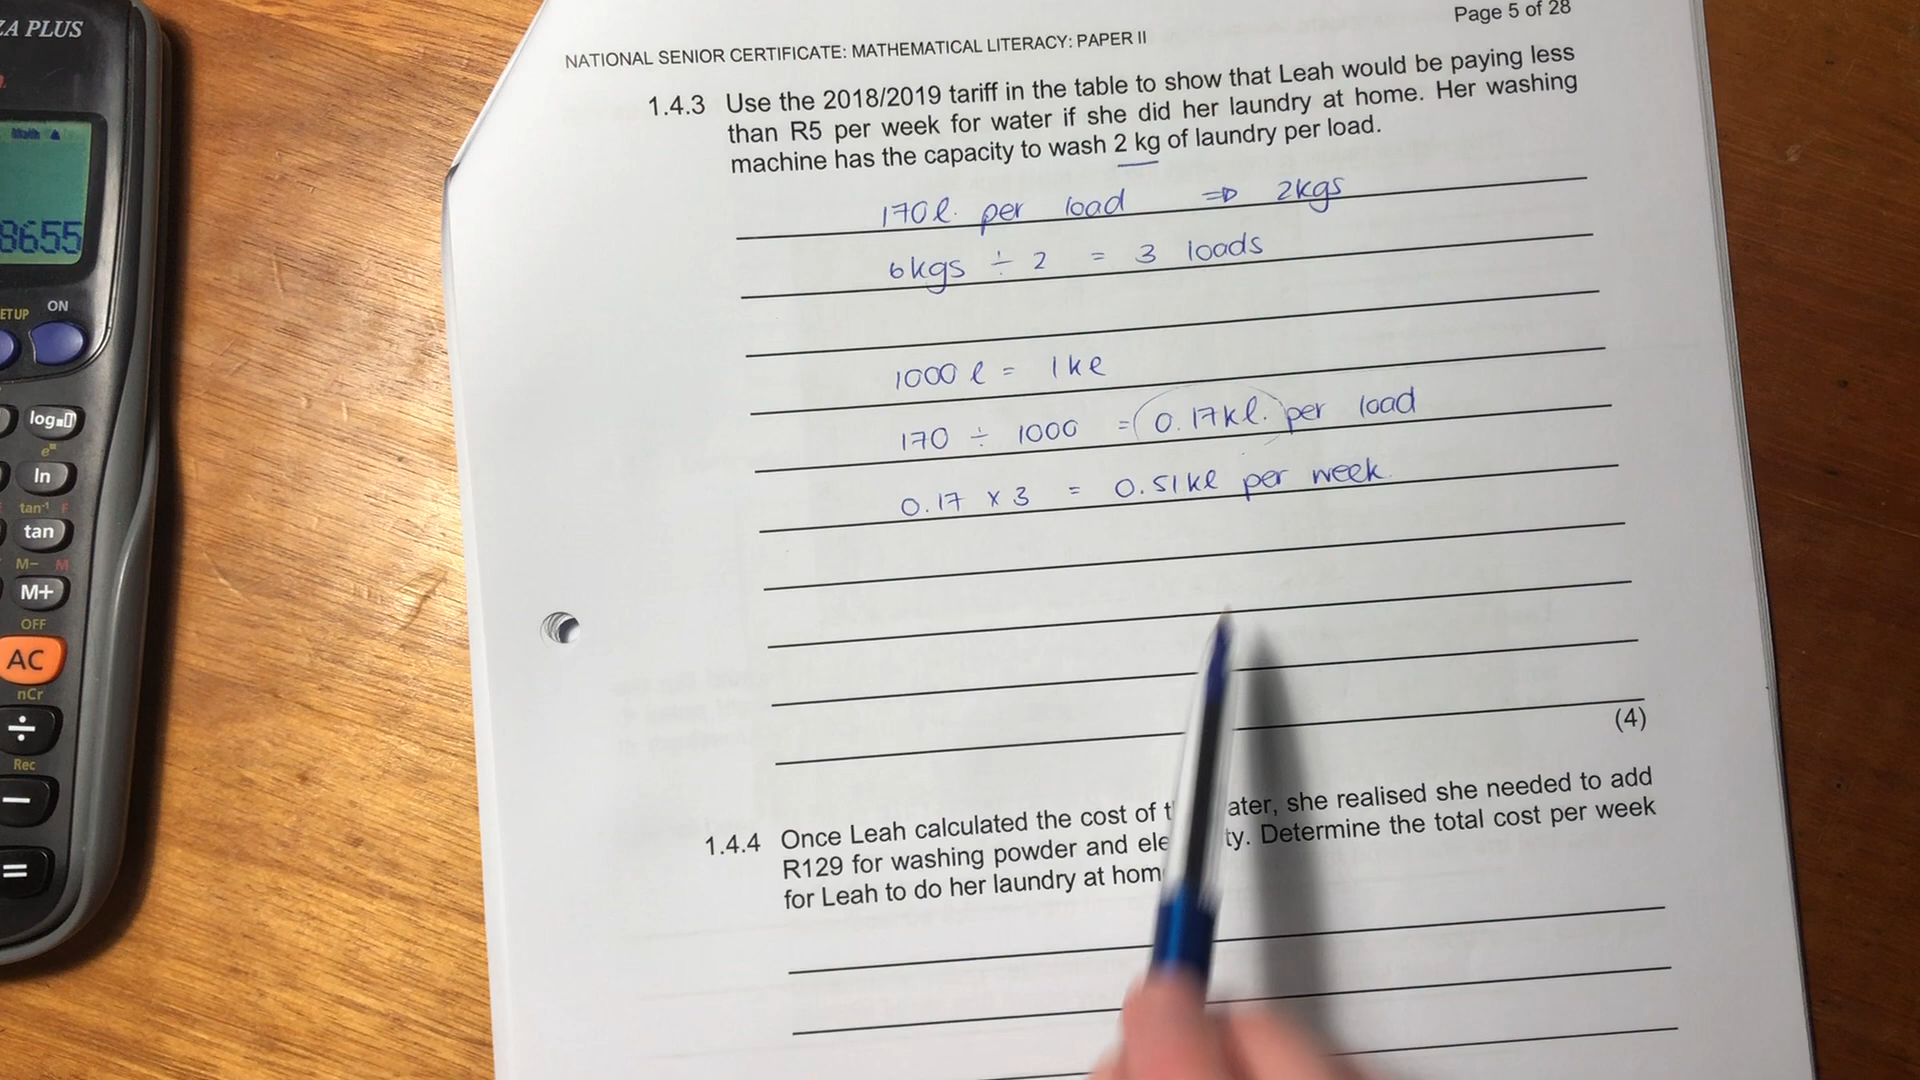 ZA PLUS
Math ▲
8655
ETUP ON
log
e
In
tan⁻¹ F
tan
M− M
M+
OFF
AC
nCr
÷
Rec
−
=
Page 5 of 28
NATIONAL SENIOR CERTIFICATE: MATHEMATICAL LITERACY: PAPER II
1.4.3 Use the 2018/2019 tariff in the table to show that Leah would be paying less
than R5 per week for water if she did her laundry at home. Her washing
machine has the capacity to wash 2 kg of laundry per load.
170l. per load ⇒ 2kgs
6kgs ÷ 2 = 3 loads
1000 l = 1kl
170 ÷ 1000 = 0.17kl. per load
0.17 x 3 = 0.51kl per week.
(4)
1.4.4 Once Leah calculated the cost of t ater, she realised she needed to add
R129 for washing powder and ele ty. Determine the total cost per week
for Leah to do her laundry at hom